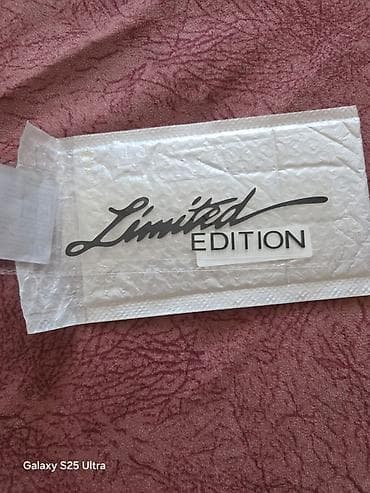 Limited
EDITION
Galaxy S25 Ultra